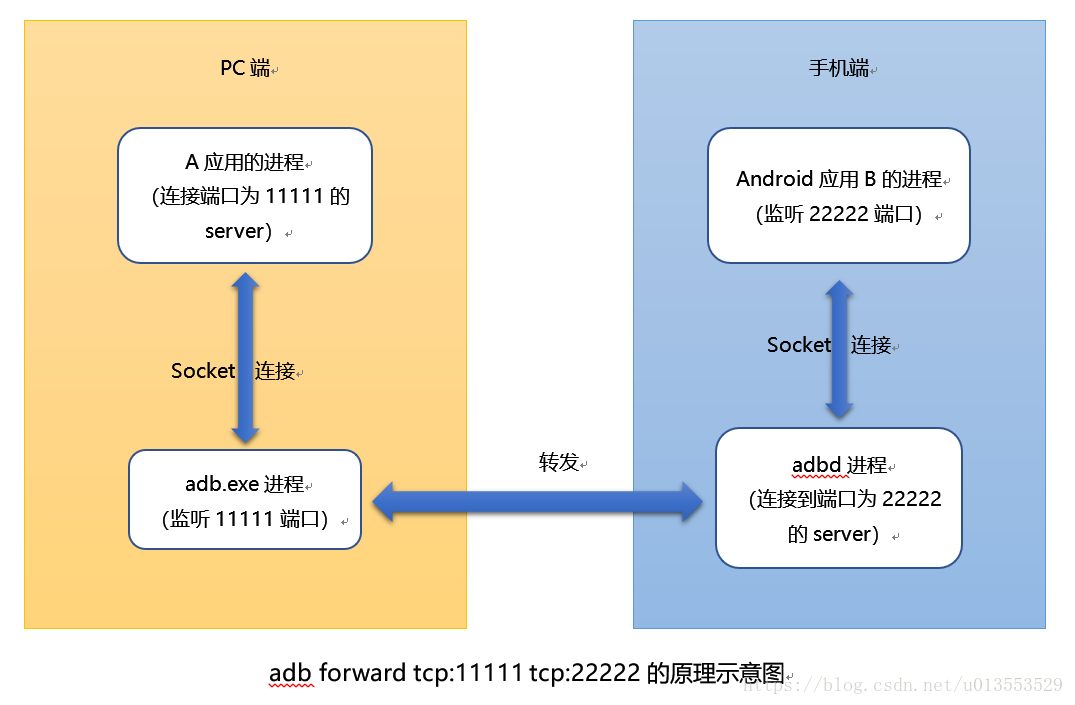 PC 端
手机端
A 应用的进程
（连接端口为 11111 的
server）
Android 应用 B 的进程
（监听 22222 端口）
Socket 连接
Socket 连接
adb.exe 进程
（监听 11111 端口）
转发
adbd 进程
（连接到端口为 22222
的 server）
adb forward tcp:11111 tcp:22222 的原理示意图
https://blog.csdn.net/u013553529